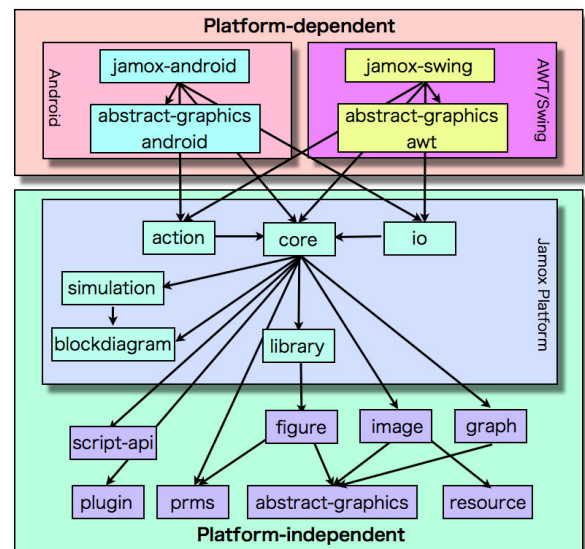 Platform-dependent
Android
jamox-android
abstract-graphics
android
jamox-swing
abstract-graphics
awt
AWT/Swing
action
core
io
Jamox Platform
simulation
blockdiagram
library
script-api
figure
image
graph
plugin
prms
abstract-graphics
resource
Platform-independent